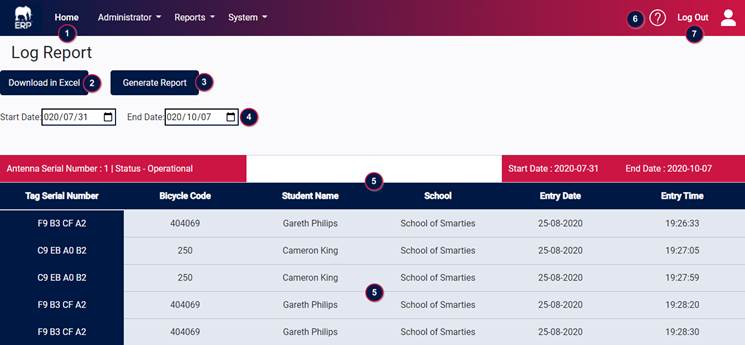 ERP Home Administrator Reports System 6 ? Log Out
1 7
Log Report
Download in Excel 2 Generate Report 3
Start Date: 020/07/31 End Date: 020/10/07 4
Antenna Serial Number : 1 | Status - Operational Start Date : 2020-07-31 End Date : 2020-10-07
5
Tag Serial Number Bicycle Code Student Name School Entry Date Entry Time
F9 B3 CF A2 404069 Gareth Philips School of Smarties 25-08-2020 19:26:33
C9 EB A0 B2 250 Cameron King School of Smarties 25-08-2020 19:27:05
C9 EB A0 B2 250 Cameron King School of Smarties 25-08-2020 19:27:59
5
F9 B3 CF A2 404069 Gareth Philips School of Smarties 25-08-2020 19:28:20
F9 B3 CF A2 404069 Gareth Philips School of Smarties 25-08-2020 19:28:30